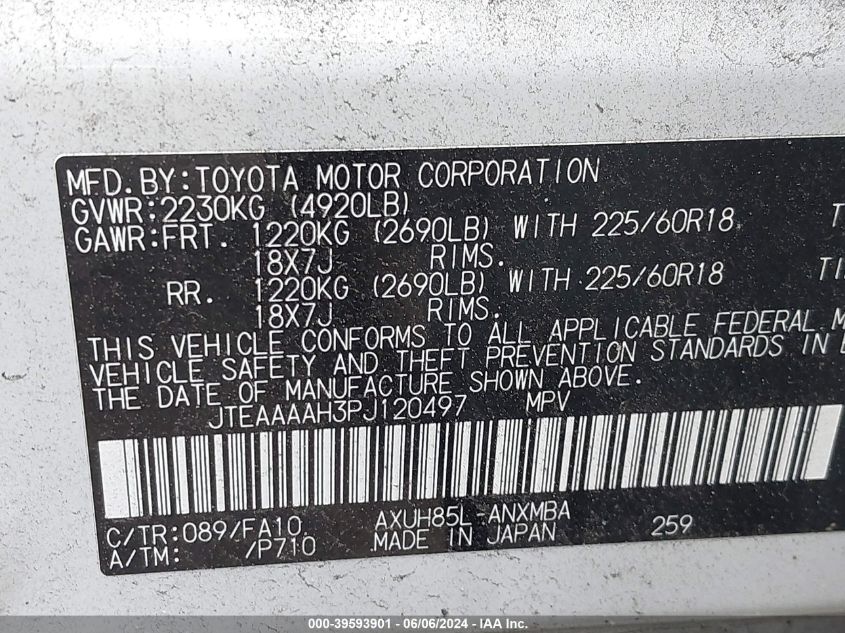 MFD.BY:TOYOTA MOTOR CORPORATION
GVWR:2230KG (4920LB)
GAWR:FRT. 1220KG (2690LB) WITH 225/60R18
18X7J RIMS.
RR. 1220KG (2690LB) WITH 225/60R18
18X7J RIMS.
THIS VEHICLE CONFORMS TO ALL APPLICABLE FEDERAL
VEHICLE SAFETY AND THEFT PREVENTION STANDARDS IN
THE DATE OF MANUFACTURE SHOWN ABOVE.
JTEAAAAH3PJ120497 MPV
C/TR:089/FA10 AXUH85L-ANXMBA 259
A/TM: /P710 MADE IN JAPAN
000-39593901 - 06/06/2024 - IAA Inc.